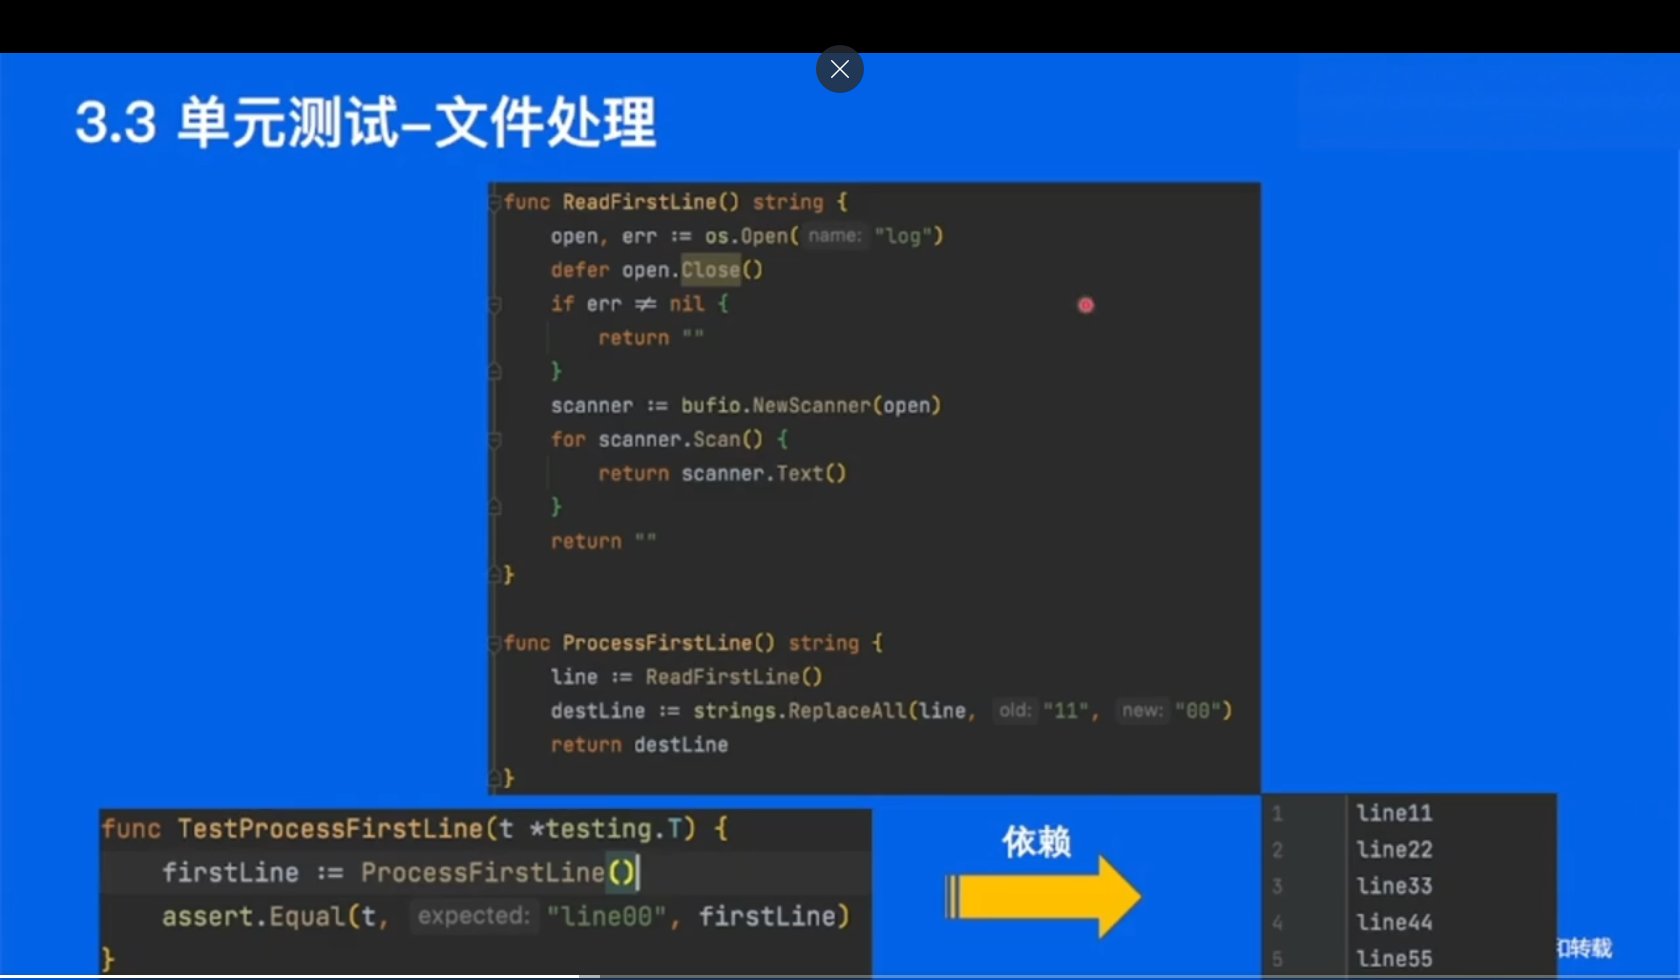 3.3 单元测试-文件处理
func ReadFirstLine() string {
open, err := os.Open( name: "log")
defer open.Close()
if err ≠ nil {
return ""
}
scanner := bufio.NewScanner(open)
for scanner.Scan() {
return scanner.Text()
}
return ""
}
func ProcessFirstLine() string {
line := ReadFirstLine()
destLine := strings.ReplaceAll(line, old: "11", new: "00")
return destLine
}
func TestProcessFirstLine(t *testing.T) {
firstLine := ProcessFirstLine()
assert.Equal(t, expected: "line00", firstLine)
}
依赖
1 line11
2 line22
3 line33
4 line44
5 line55
和转载